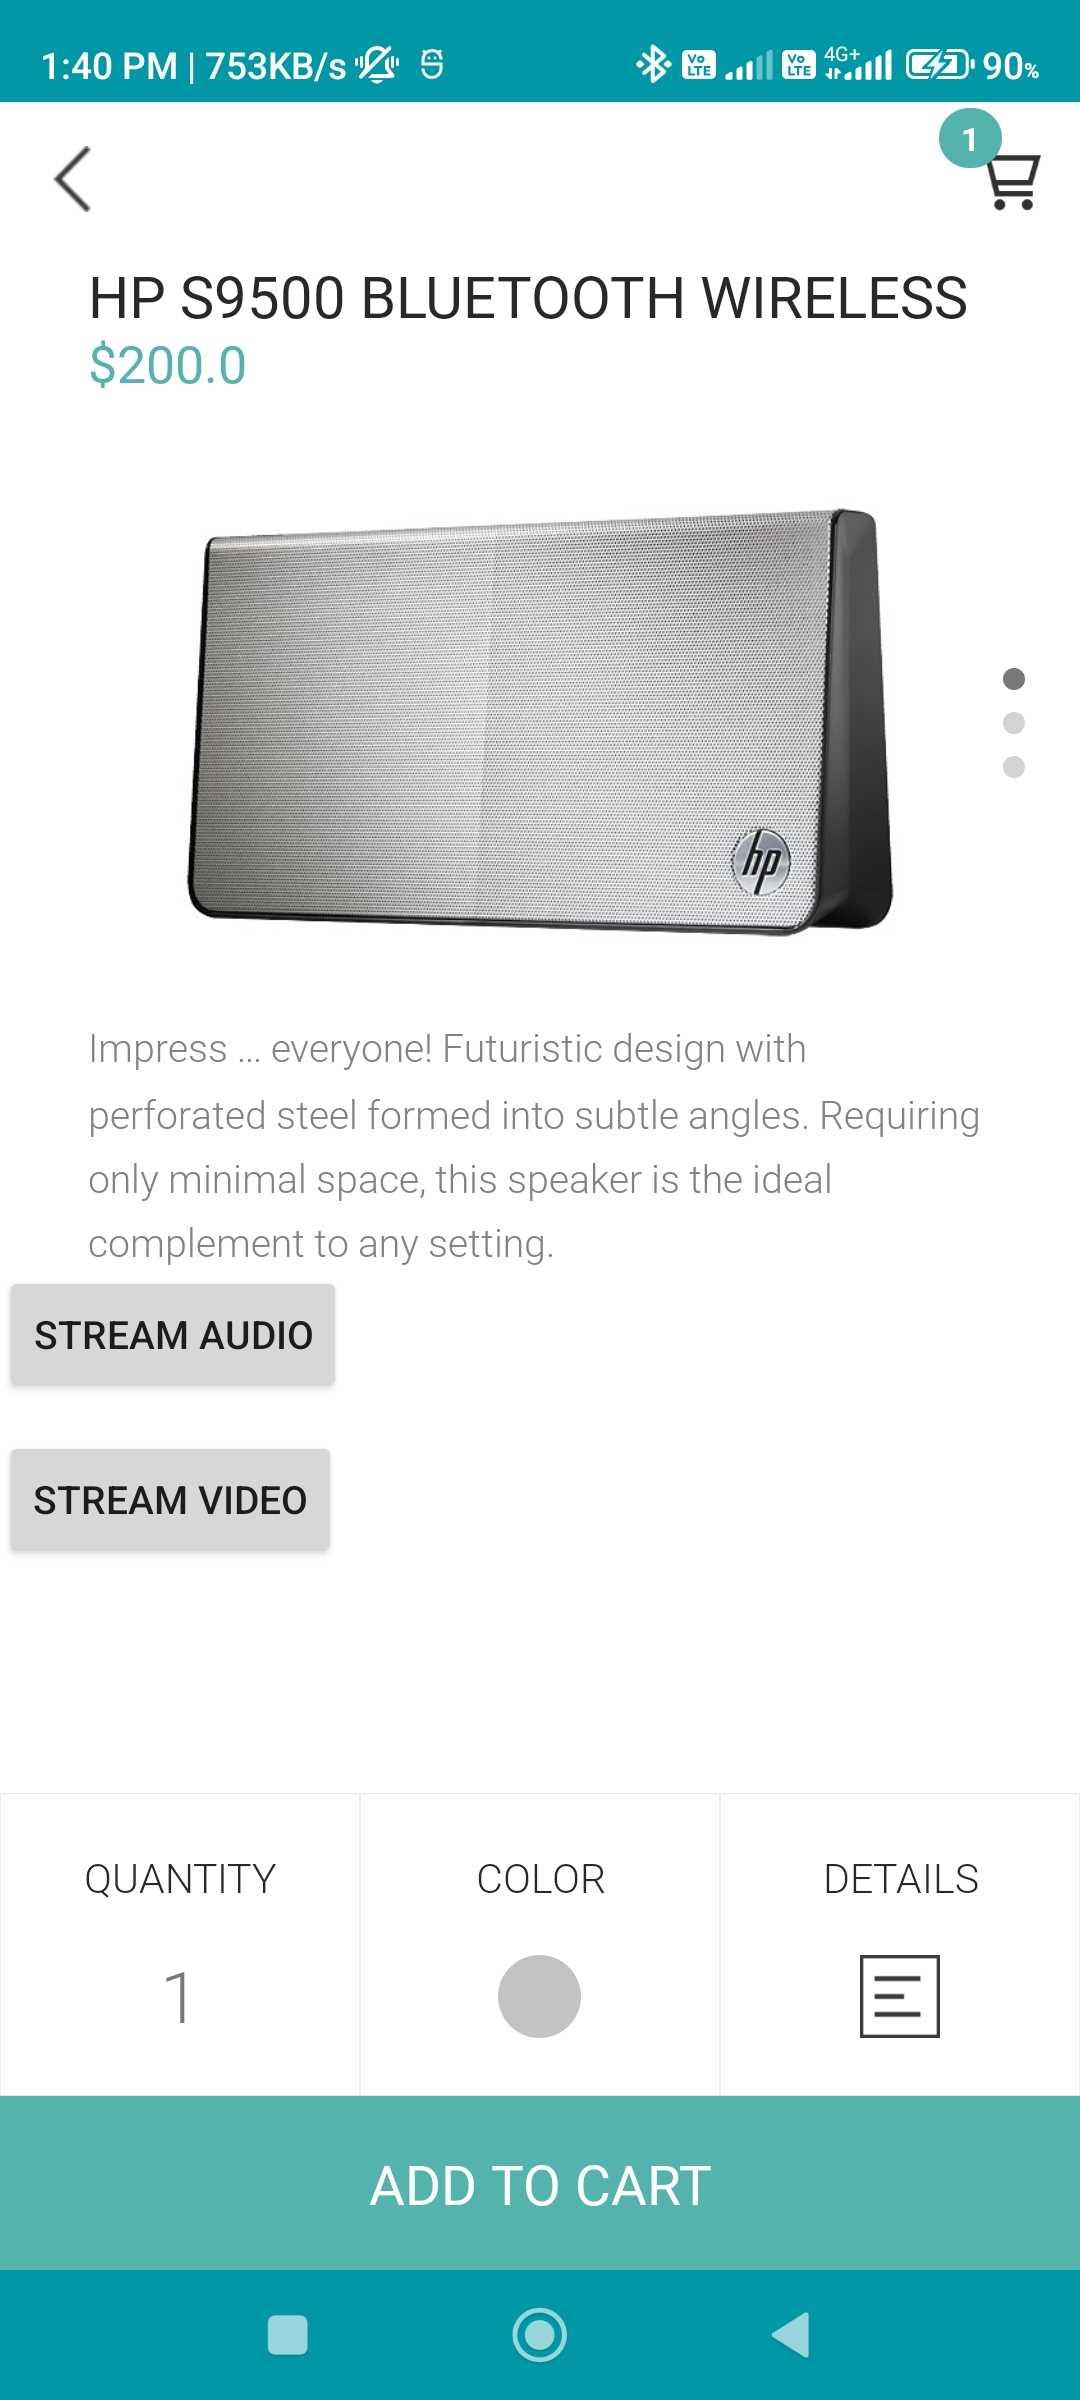 1:40 PM | 753KB/s Vo LTE Vo LTE 4G+ 90%
1
HP S9500 BLUETOOTH WIRELESS
$200.0
hp
Impress ... everyone! Futuristic design with
perforated steel formed into subtle angles. Requiring
only minimal space, this speaker is the ideal
complement to any setting.
STREAM AUDIO
STREAM VIDEO
QUANTITY COLOR DETAILS
1
ADD TO CART